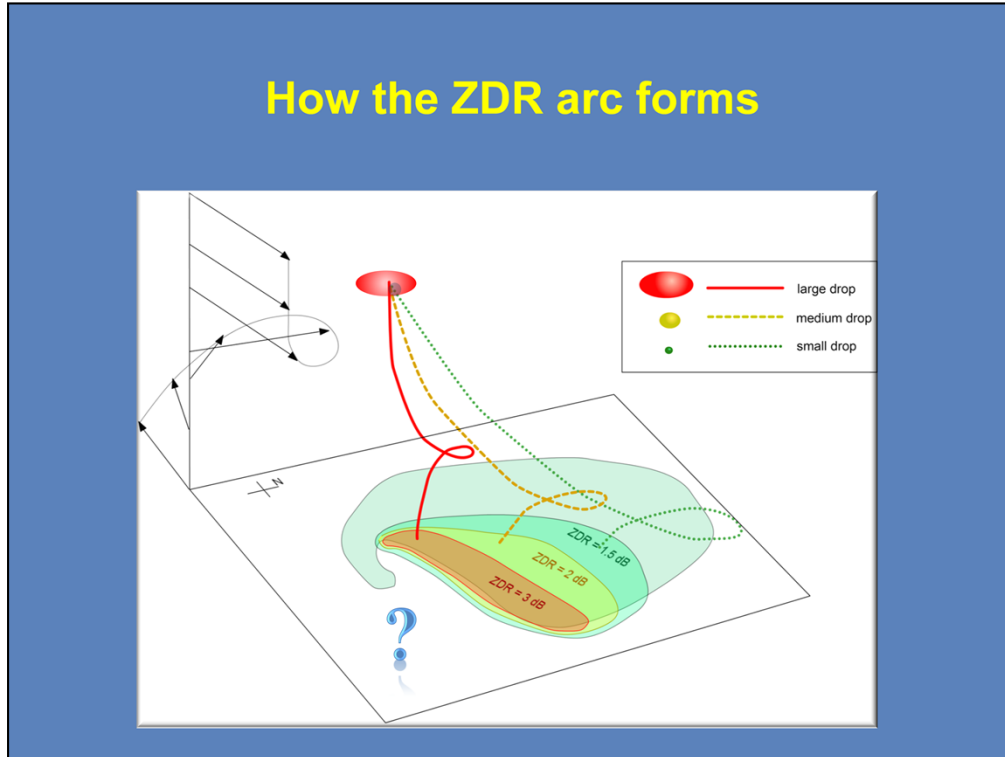 How the ZDR arc forms
large drop
medium drop
small drop
N
ZDR = 1.5 dB
ZDR = 2 dB
ZDR = 3 dB
?